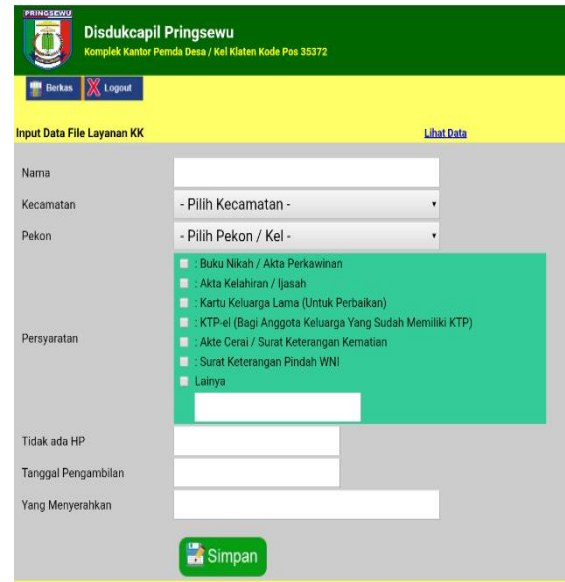 PRINGSEWU
Disdukcapil Pringsewu
Komplek Kantor Pemda Desa / Kel Klaten Kode Pos 35372
Berkas Logout
Input Data File Layanan KK Lihat Data
Nama
Kecamatan - Pilih Kecamatan -
Pekon - Pilih Pekon / Kel -
Persyaratan
: Buku Nikah / Akta Perkawinan
: Akta Kelahiran / Ijasah
: Kartu Keluarga Lama (Untuk Perbaikan)
: KTP-el (Bagi Anggota Keluarga Yang Sudah Memiliki KTP)
: Akte Cerai / Surat Keterangan Kematian
: Surat Keterangan Pindah WNI
Lainya
Tidak ada HP
Tanggal Pengambilan
Yang Menyerahkan
Simpan